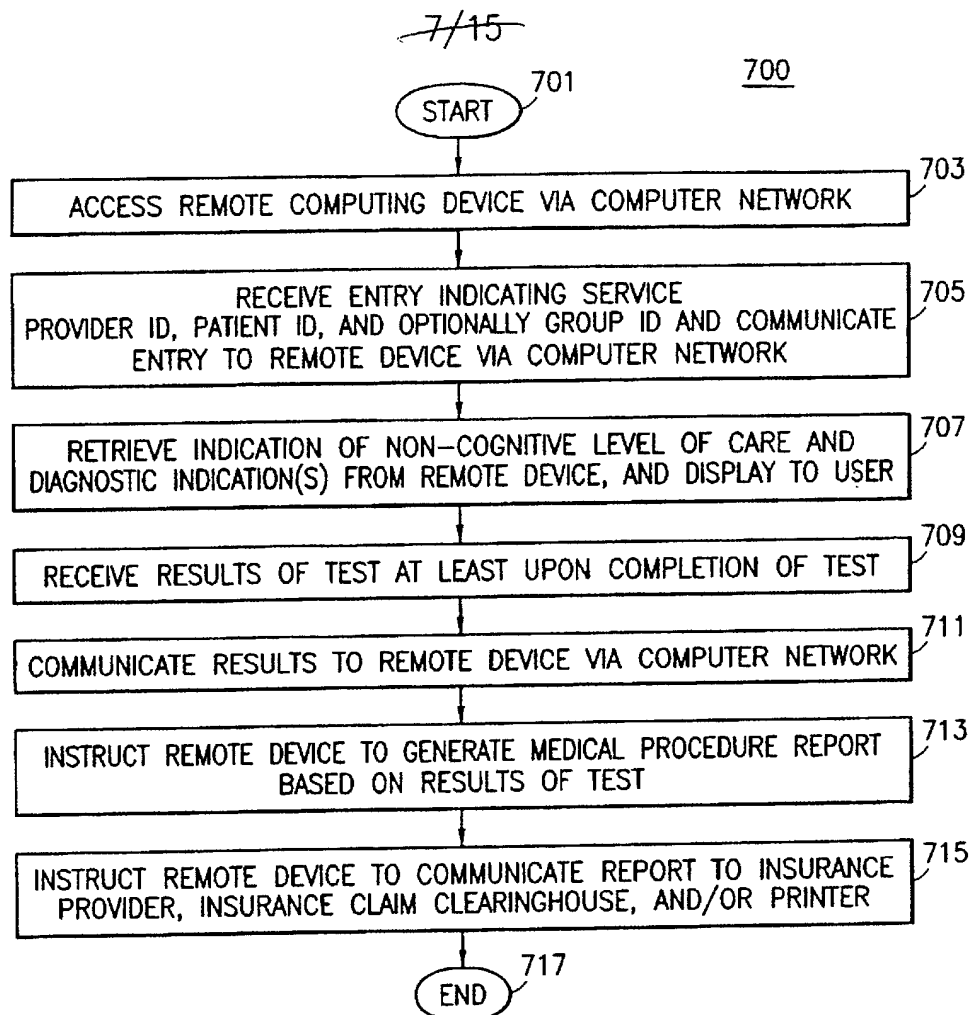 7/15
700
START 701
ACCESS REMOTE COMPUTING DEVICE VIA COMPUTER NETWORK 703
RECEIVE ENTRY INDICATING SERVICE
PROVIDER ID, PATIENT ID, AND OPTIONALLY GROUP ID AND COMMUNICATE
ENTRY TO REMOTE DEVICE VIA COMPUTER NETWORK
705
RETRIEVE INDICATION OF NON-COGNITIVE LEVEL OF CARE AND
DIAGNOSTIC INDICATION(S) FROM REMOTE DEVICE, AND DISPLAY TO USER
707
RECEIVE RESULTS OF TEST AT LEAST UPON COMPLETION OF TEST 709
COMMUNICATE RESULTS TO REMOTE DEVICE VIA COMPUTER NETWORK 711
INSTRUCT REMOTE DEVICE TO GENERATE MEDICAL PROCEDURE REPORT
BASED ON RESULTS OF TEST
713
INSTRUCT REMOTE DEVICE TO COMMUNICATE REPORT TO INSURANCE
PROVIDER, INSURANCE CLAIM CLEARINGHOUSE, AND/OR PRINTER
715
END 717